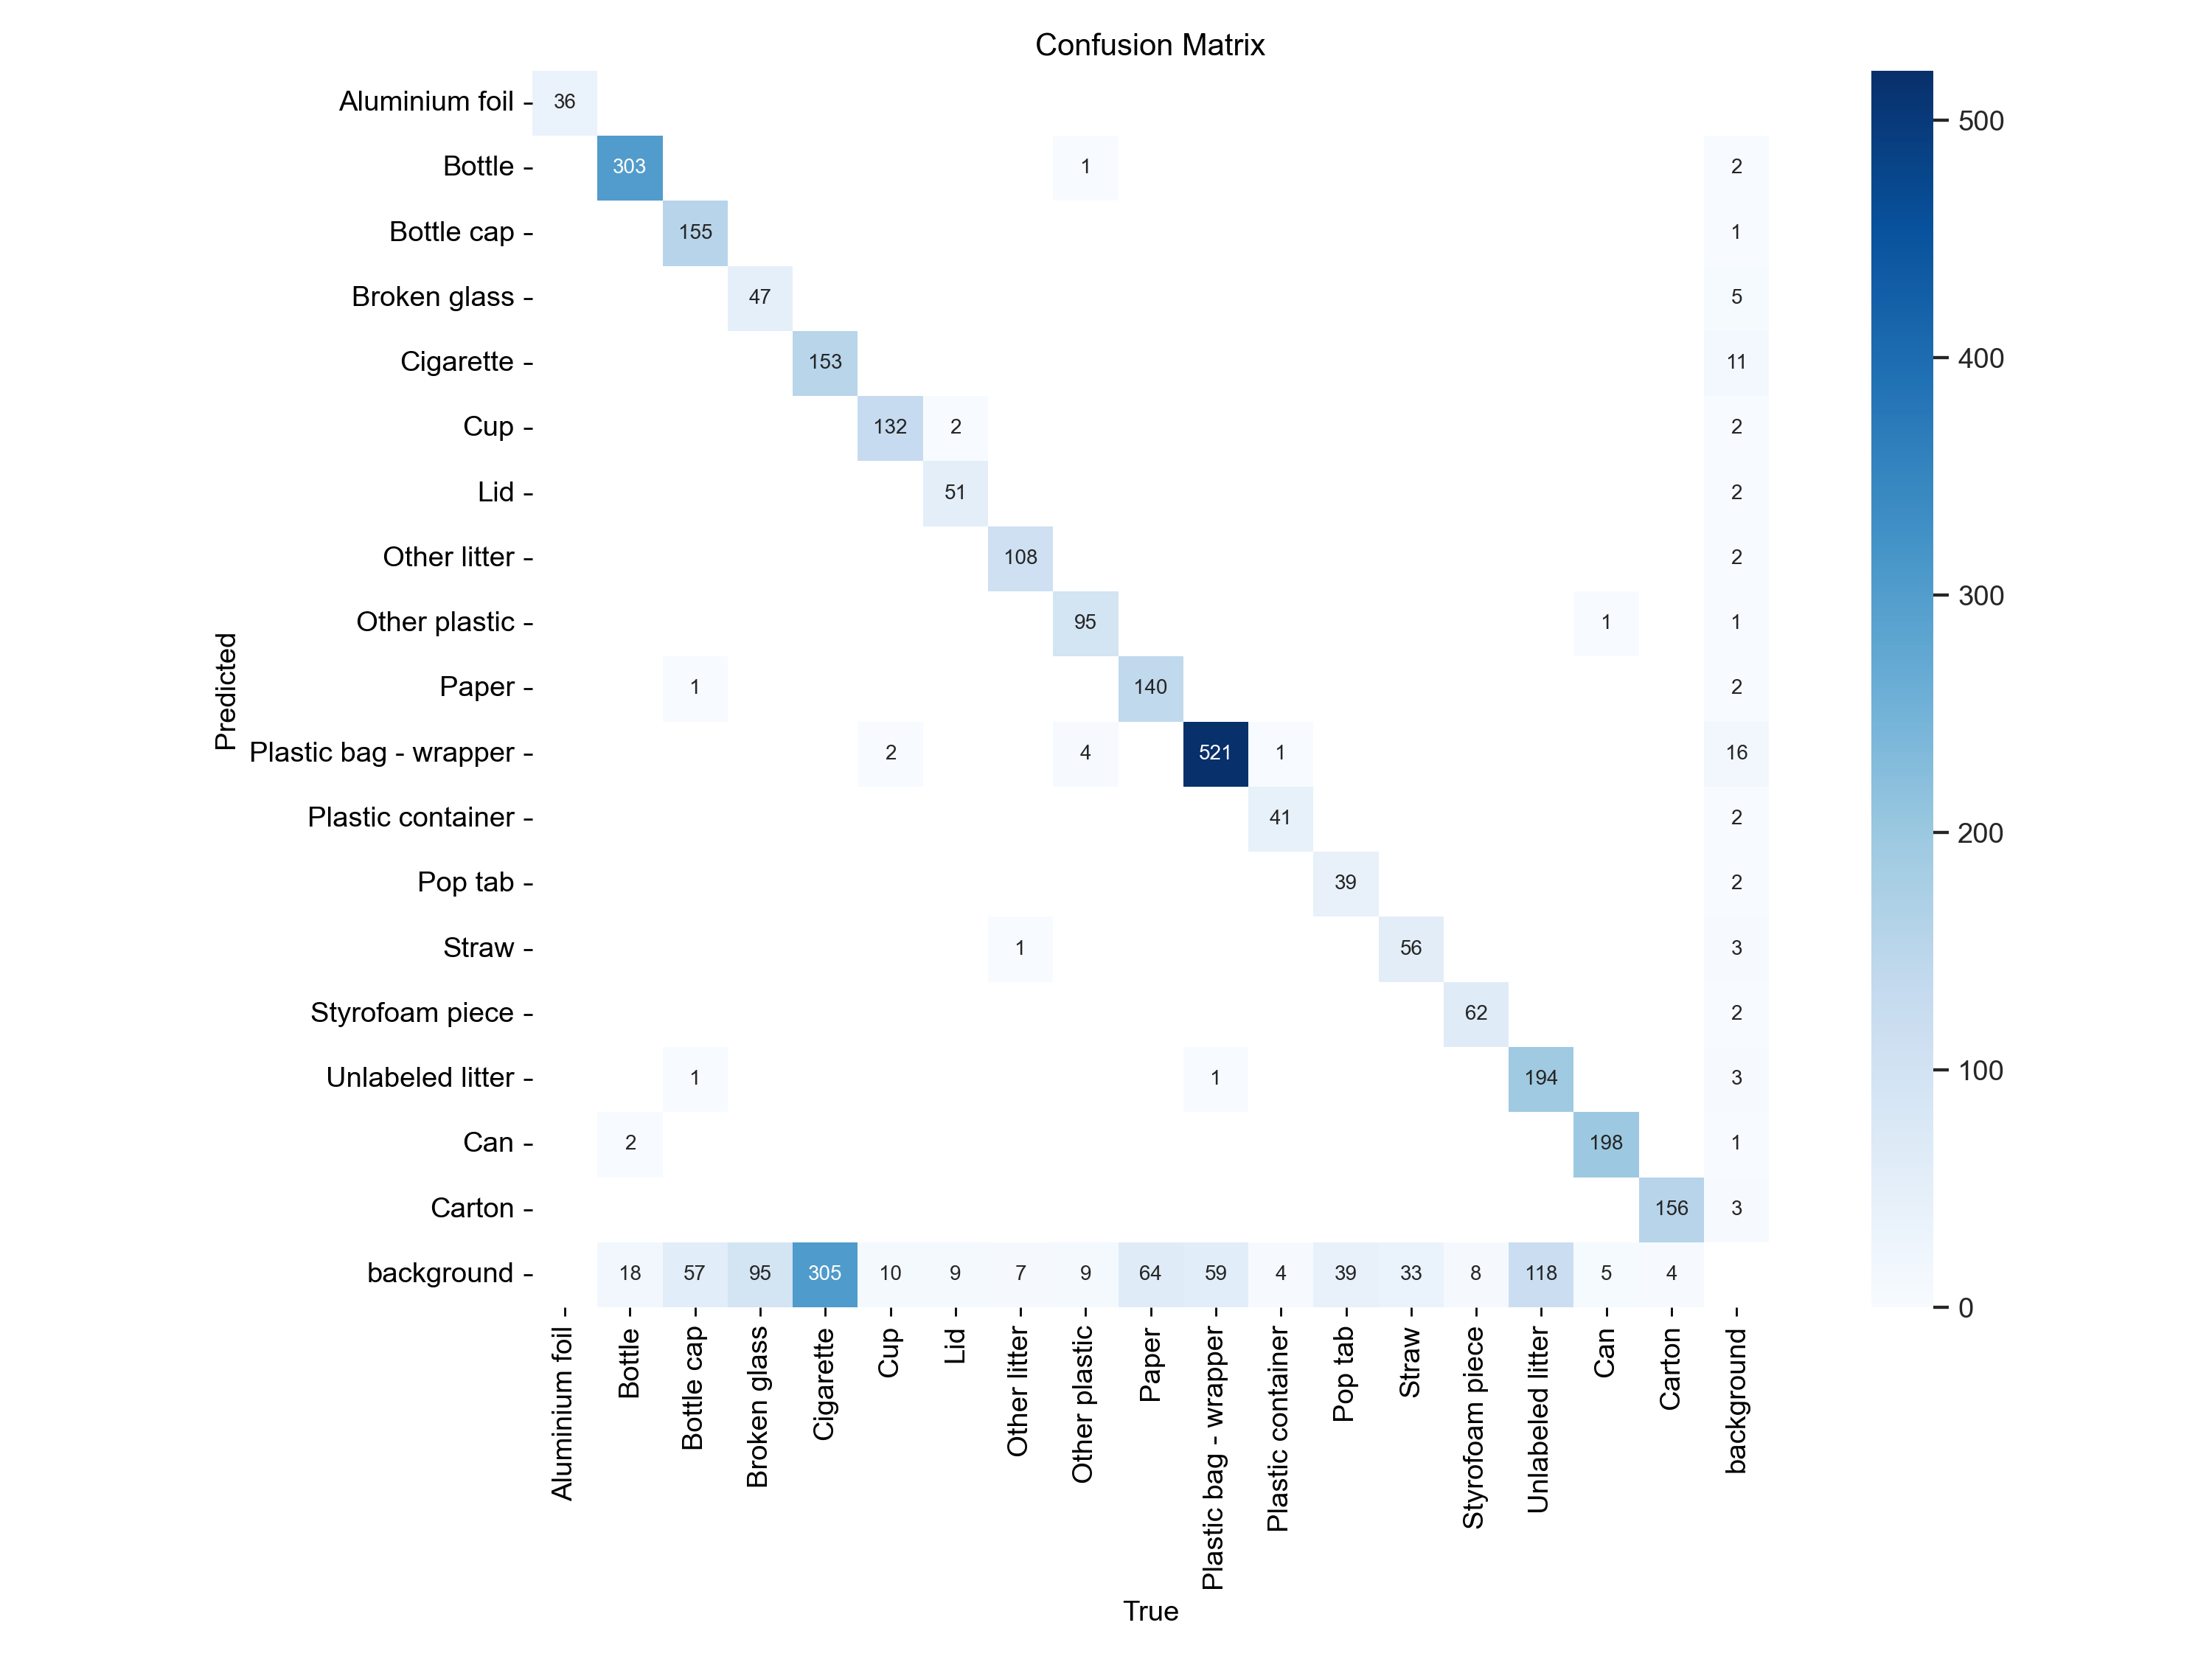 Confusion Matrix
Aluminium foil 36
Bottle 303 1 2
Bottle cap 155 1
Broken glass 47 5
Cigarette 153 11
Cup 132 2 2
Lid 51 2
Other litter 108 2
Other plastic 95 1 1
Paper 1 140 2
Plastic bag - wrapper 2 4 521 1 16
Plastic container 41 2
Pop tab 39 2
Straw 1 56 3
Styrofoam piece 62 2
Unlabeled litter 1 1 194 3
Can 2 198 1
Carton 156 3
background 18 57 95 305 10 9 7 9 64 59 4 39 33 8 118 5 4
Predicted
Aluminium foil
Bottle
Bottle cap
Broken glass
Cigarette
Cup
Lid
Other litter
Other plastic
Paper
Plastic bag - wrapper
Plastic container
Pop tab
Straw
Styrofoam piece
Unlabeled litter
Can
Carton
background
True
500
400
300
200
100
0